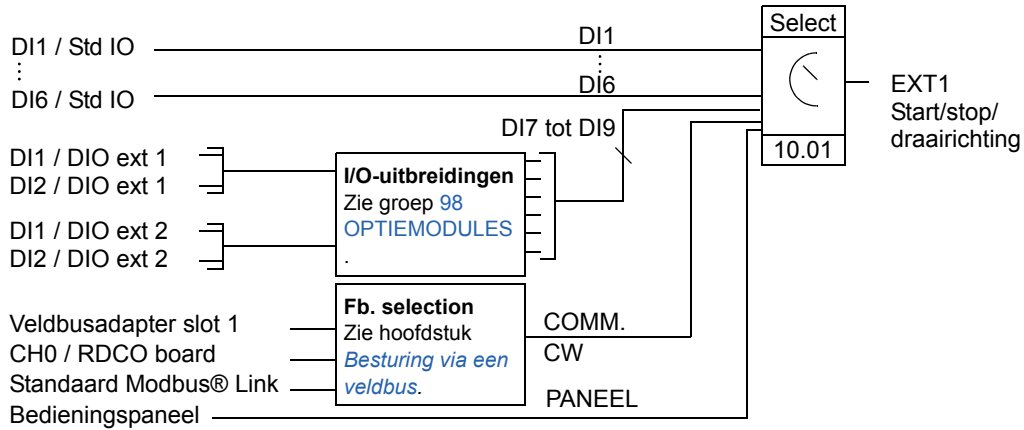 DI1 / Std IO
DI6 / Std IO
DI1
DI6
Select
10.01
EXT1
Start/stop/
draairichting
DI7 tot DI9
DI1 / DIO ext 1
DI2 / DIO ext 1
DI1 / DIO ext 2
DI2 / DIO ext 2
I/O-uitbreidingen
Zie groep 98
OPTIEMODULES
.
Veldbusadapter slot 1
CH0 / RDCO board
Standaard Modbus® Link
Bedieningspaneel
Fb. selection
Zie hoofdstuk
Besturing via een
veldbus.
COMM.
CW
PANEEL